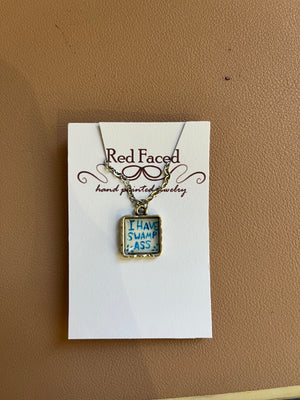 Red Faced
hand painted jewelry
I HAVE
SWAMP
ASS